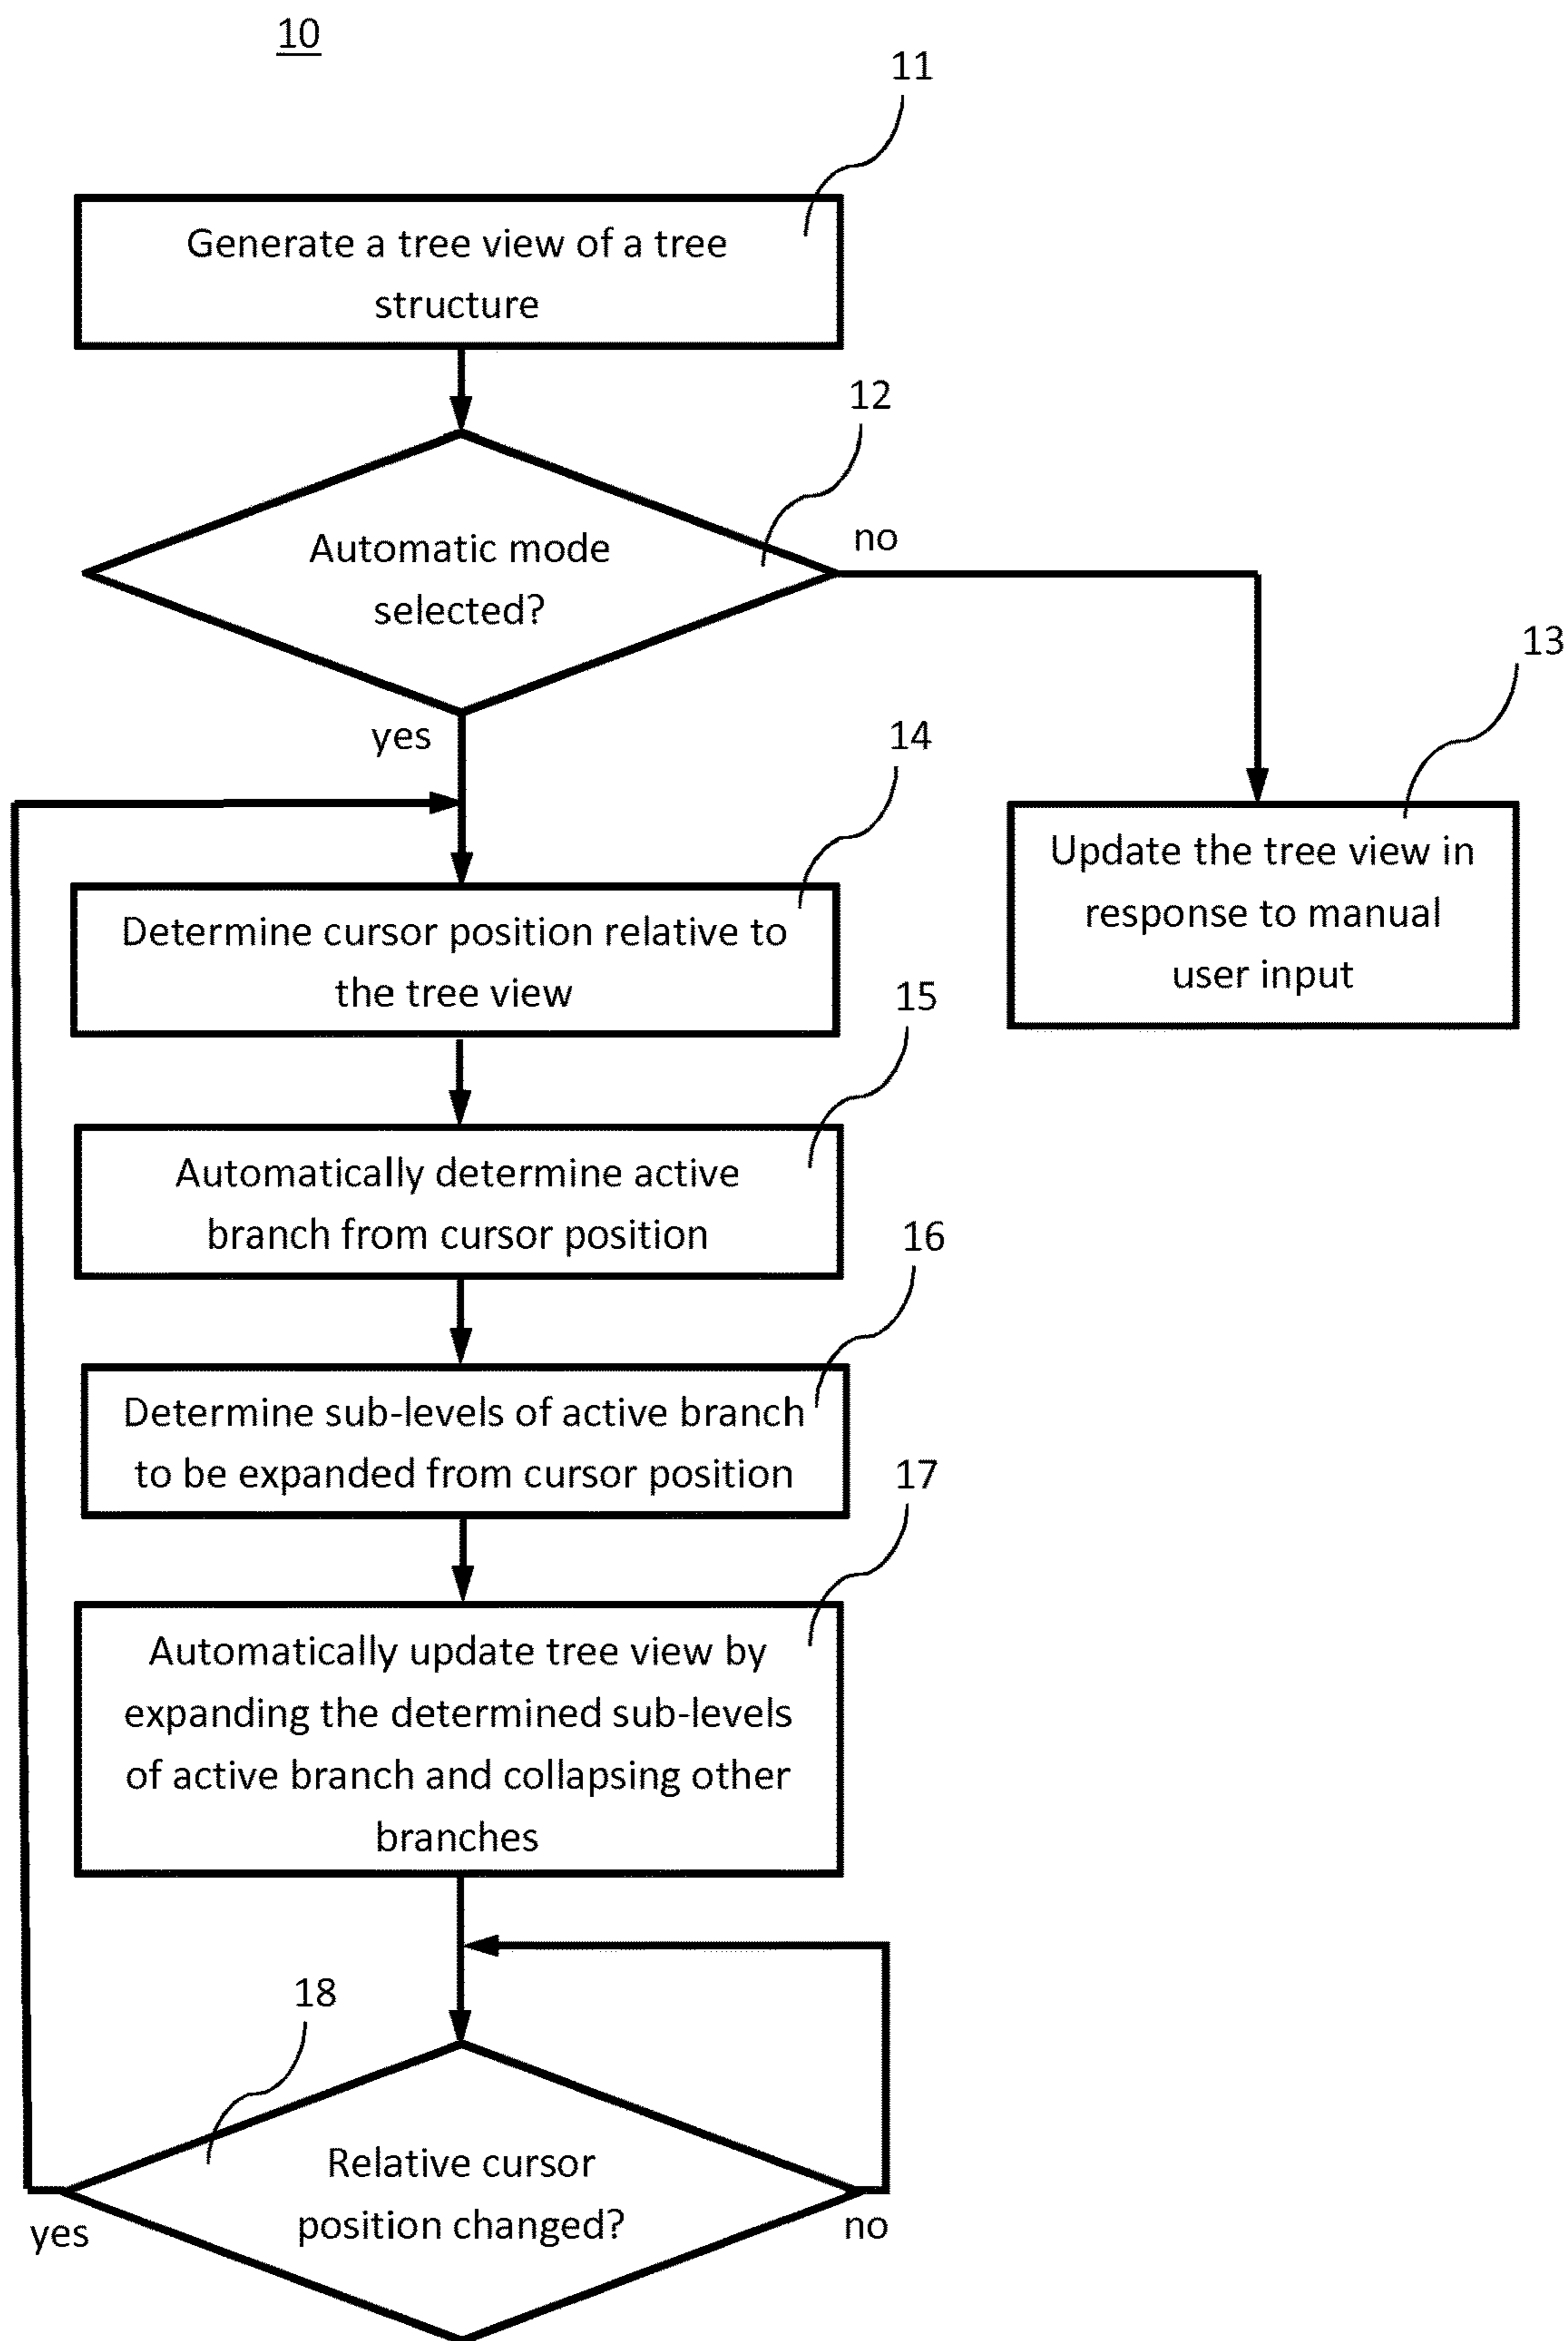 10
11
Generate a tree view of a tree
structure
12
Automatic mode
selected?
no
yes
13
Update the tree view in
response to manual
user input
14
Determine cursor position relative to
the tree view
15
Automatically determine active
branch from cursor position
16
Determine sub-levels of active branch
to be expanded from cursor position
17
Automatically update tree view by
expanding the determined sub-levels
of active branch and collapsing other
branches
18
Relative cursor
position changed?
yes
no